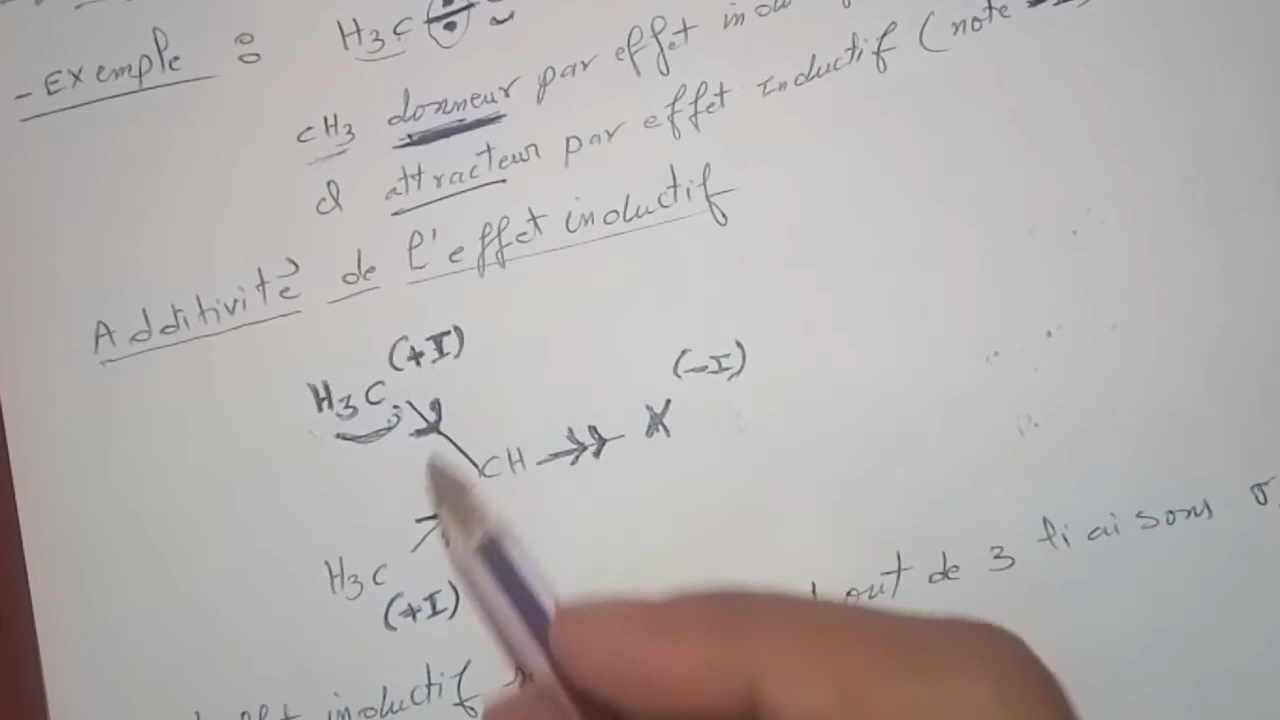 - Exemple : H3C
CH3 donneur par effet
d attracteur par effet Inductif (note
Additivité de l'effet inductif
(+I)
(-I)
H3C
X
CH
H3C
(+I)
out de 3 liaisons σ
inductif